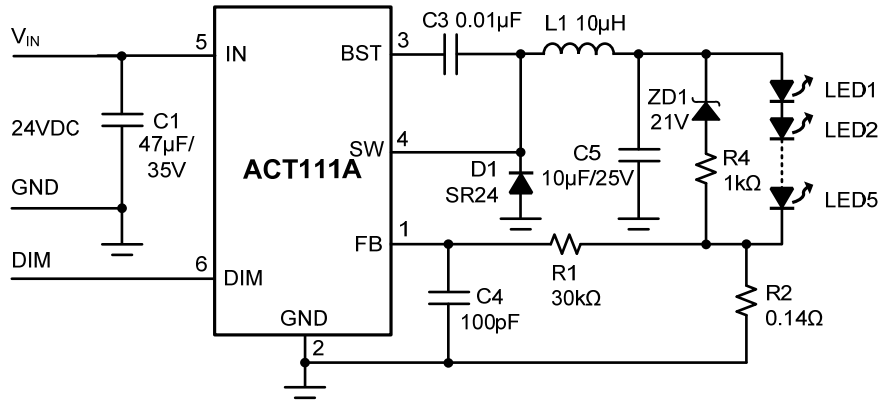 V_IN
24VDC
GND
DIM
C1
47µF/
35V
5
IN
6
DIM
ACT111A
BST
3
SW
4
FB
1
GND
2
C3 0.01µF
L1 10µH
D1
SR24
C5
10µF/25V
ZD1
21V
R4
1kΩ
LED1
LED2
LED5
C4
100pF
R1
30kΩ
R2
0.14Ω